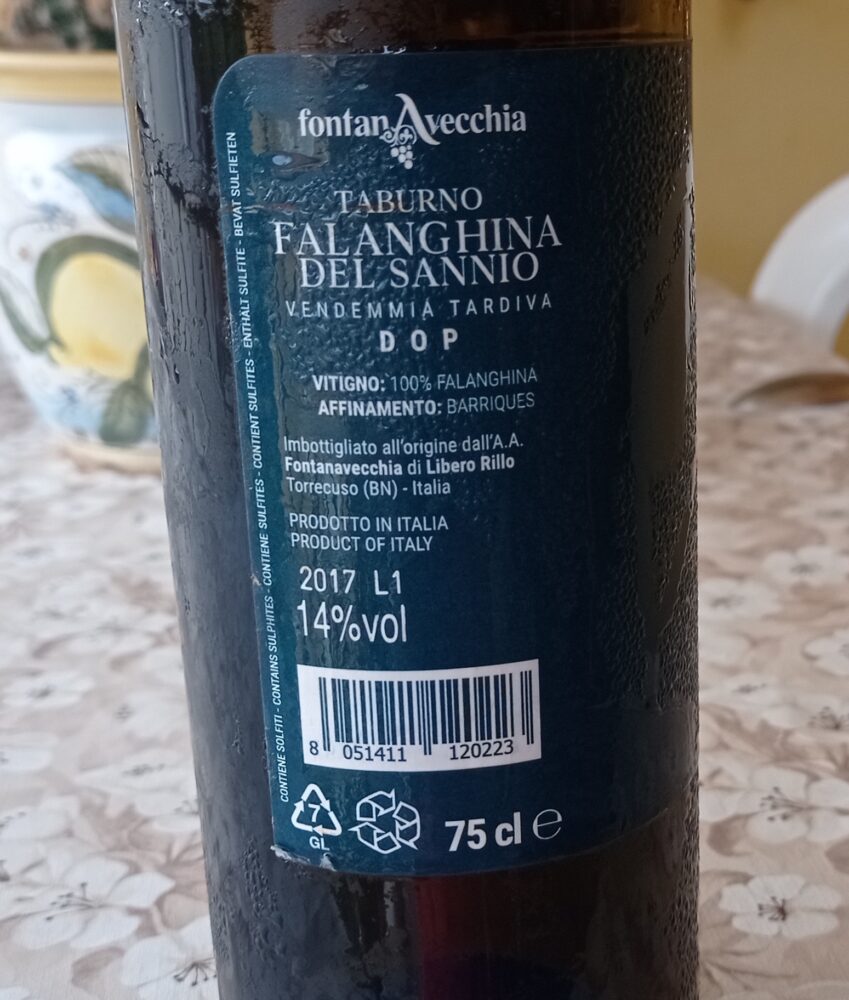 fontanAvecchia
TABURNO
FALANGHINA
DEL SANNIO
VENDEMMIA TARDIVA
DOP
VITIGNO: 100% FALANGHINA
AFFINAMENTO: BARRIQUES
Imbottigliato all'origine dall'A.A.
Fontanavecchia di Libero Rillo
Torrecuso (BN) - Italia
PRODOTTO IN ITALIA
PRODUCT OF ITALY
2017 L1
14%vol
8 051411 120223
7
GL
75 cl ℮
CONTIENE SOLFITI - CONTAINS SULPHITES - CONTIENE SULFITES - CONTIENT SULFITES - ENTHÄLT SULFITE - BEVAT SULFIETEN